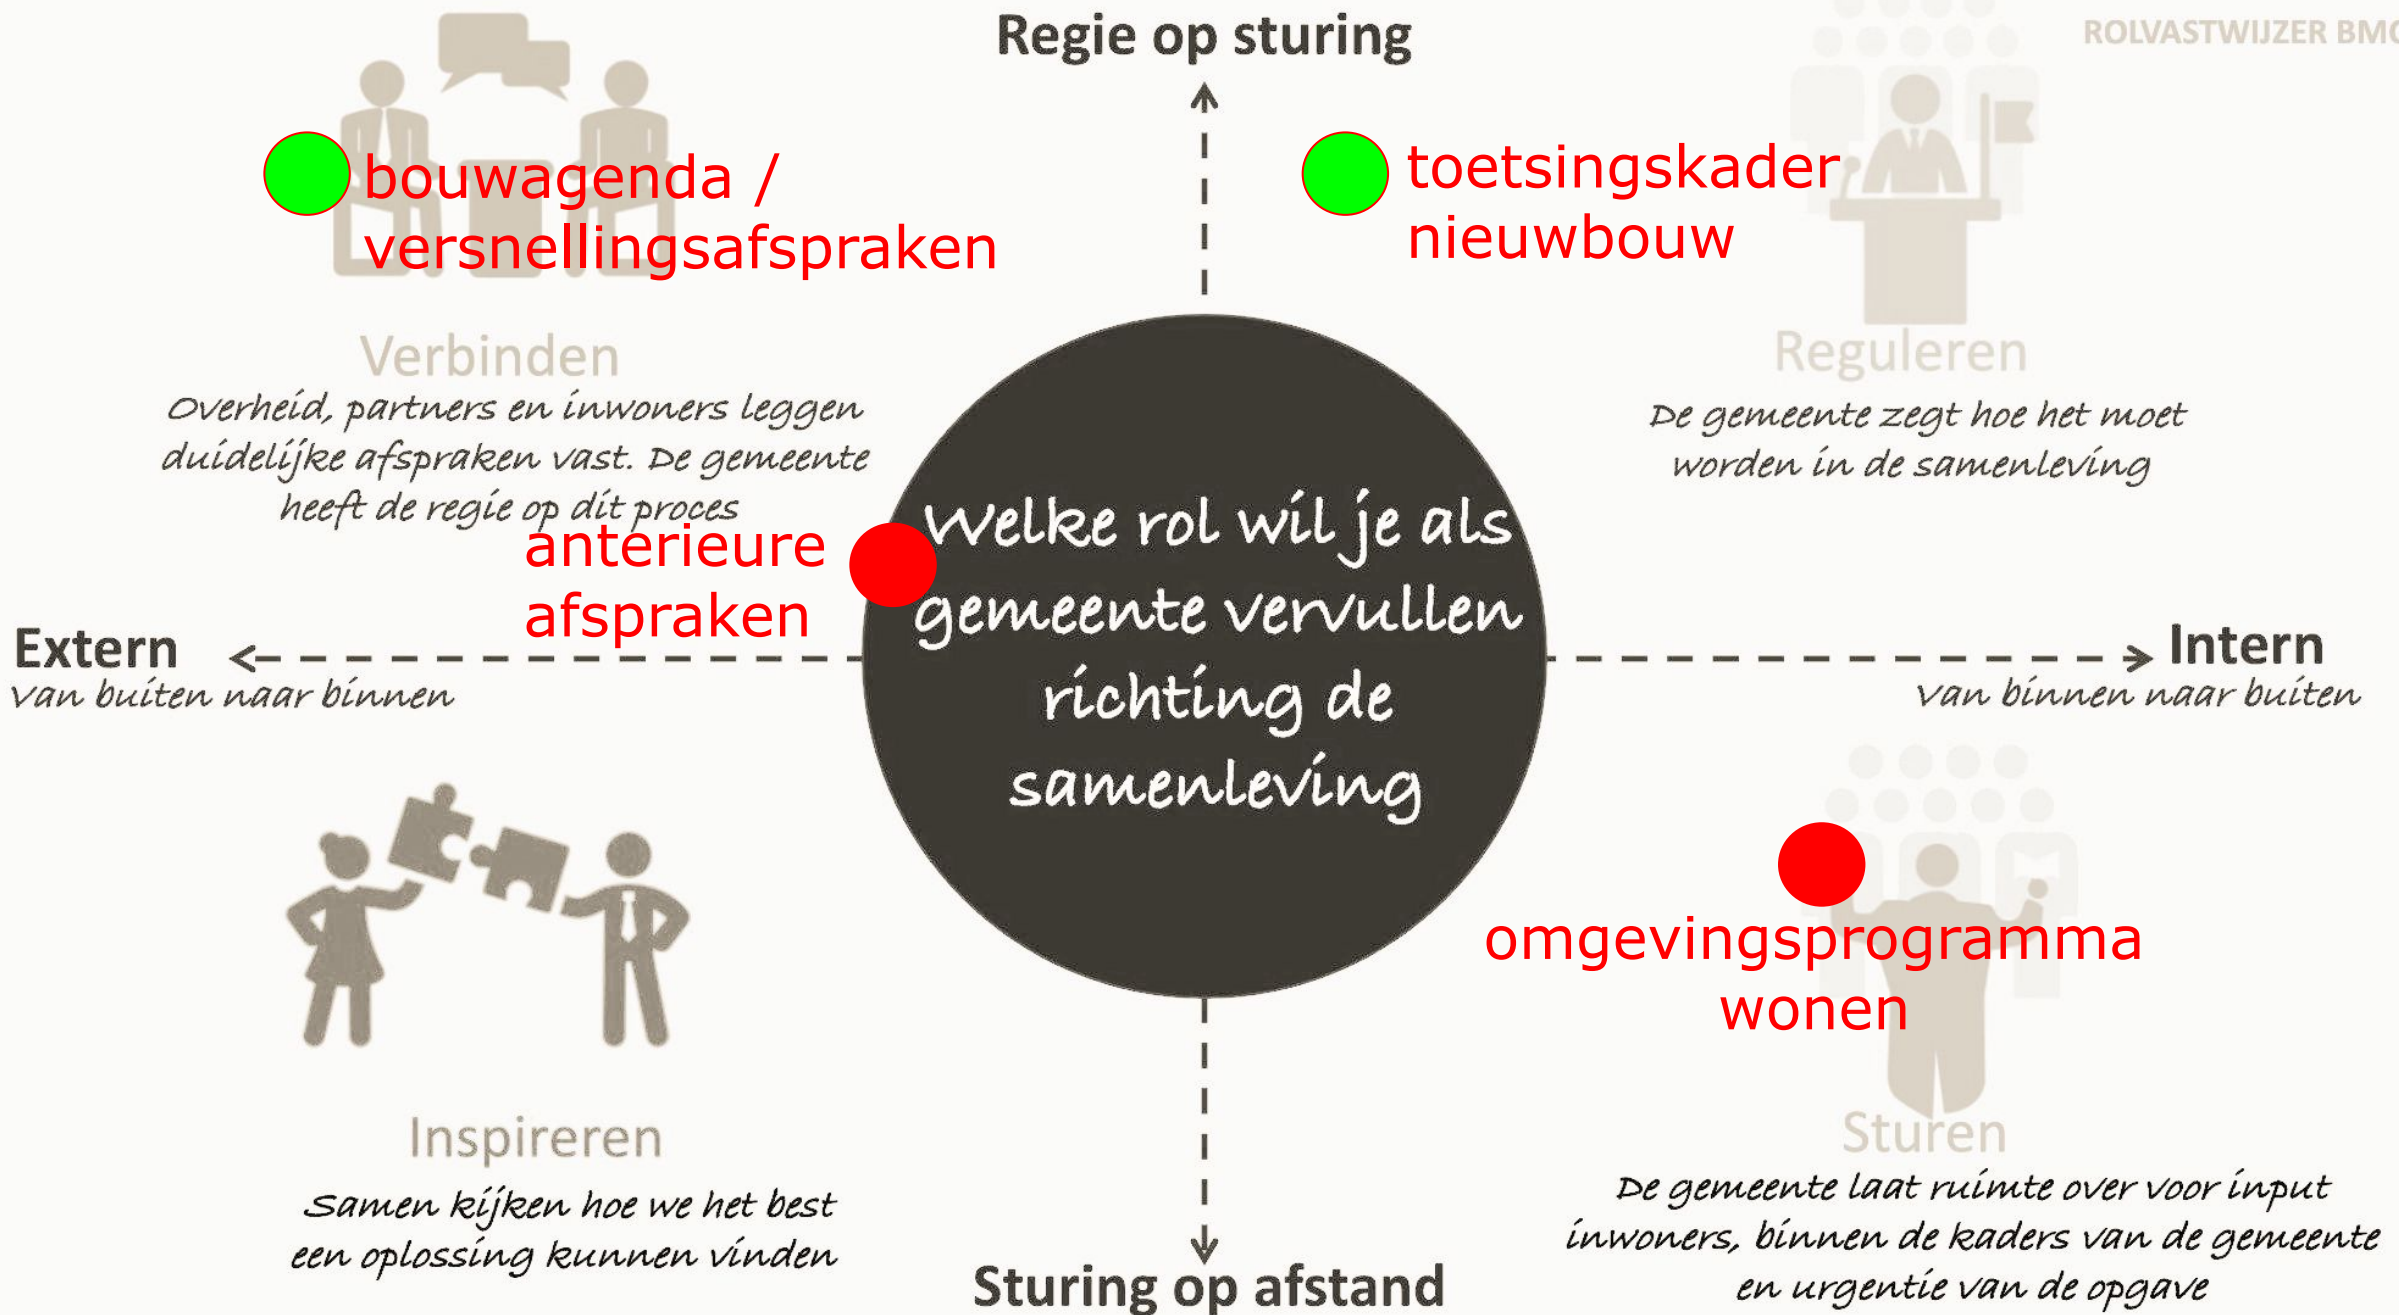 Regie op sturing
ROLVASTWIJZER BMC
bouwagenda /
versnellingsafspraken
toetsingskader
nieuwbouw
Verbinden
Overheid, partners en inwoners leggen
duidelijke afspraken vast. De gemeente
heeft de regie op dit proces
Reguleren
De gemeente zegt hoe het moet
worden in de samenleving
anterieure
afspraken
Welke rol wil je als
gemeente vervullen
richting de
samenleving
Extern
van buiten naar binnen
Intern
van binnen naar buiten
omgevingsprogramma
wonen
Inspireren
Samen kijken hoe we het best
een oplossing kunnen vinden
Sturen
De gemeente laat ruimte over voor input
inwoners, binnen de kaders van de gemeente
en urgentie van de opgave
Sturing op afstand